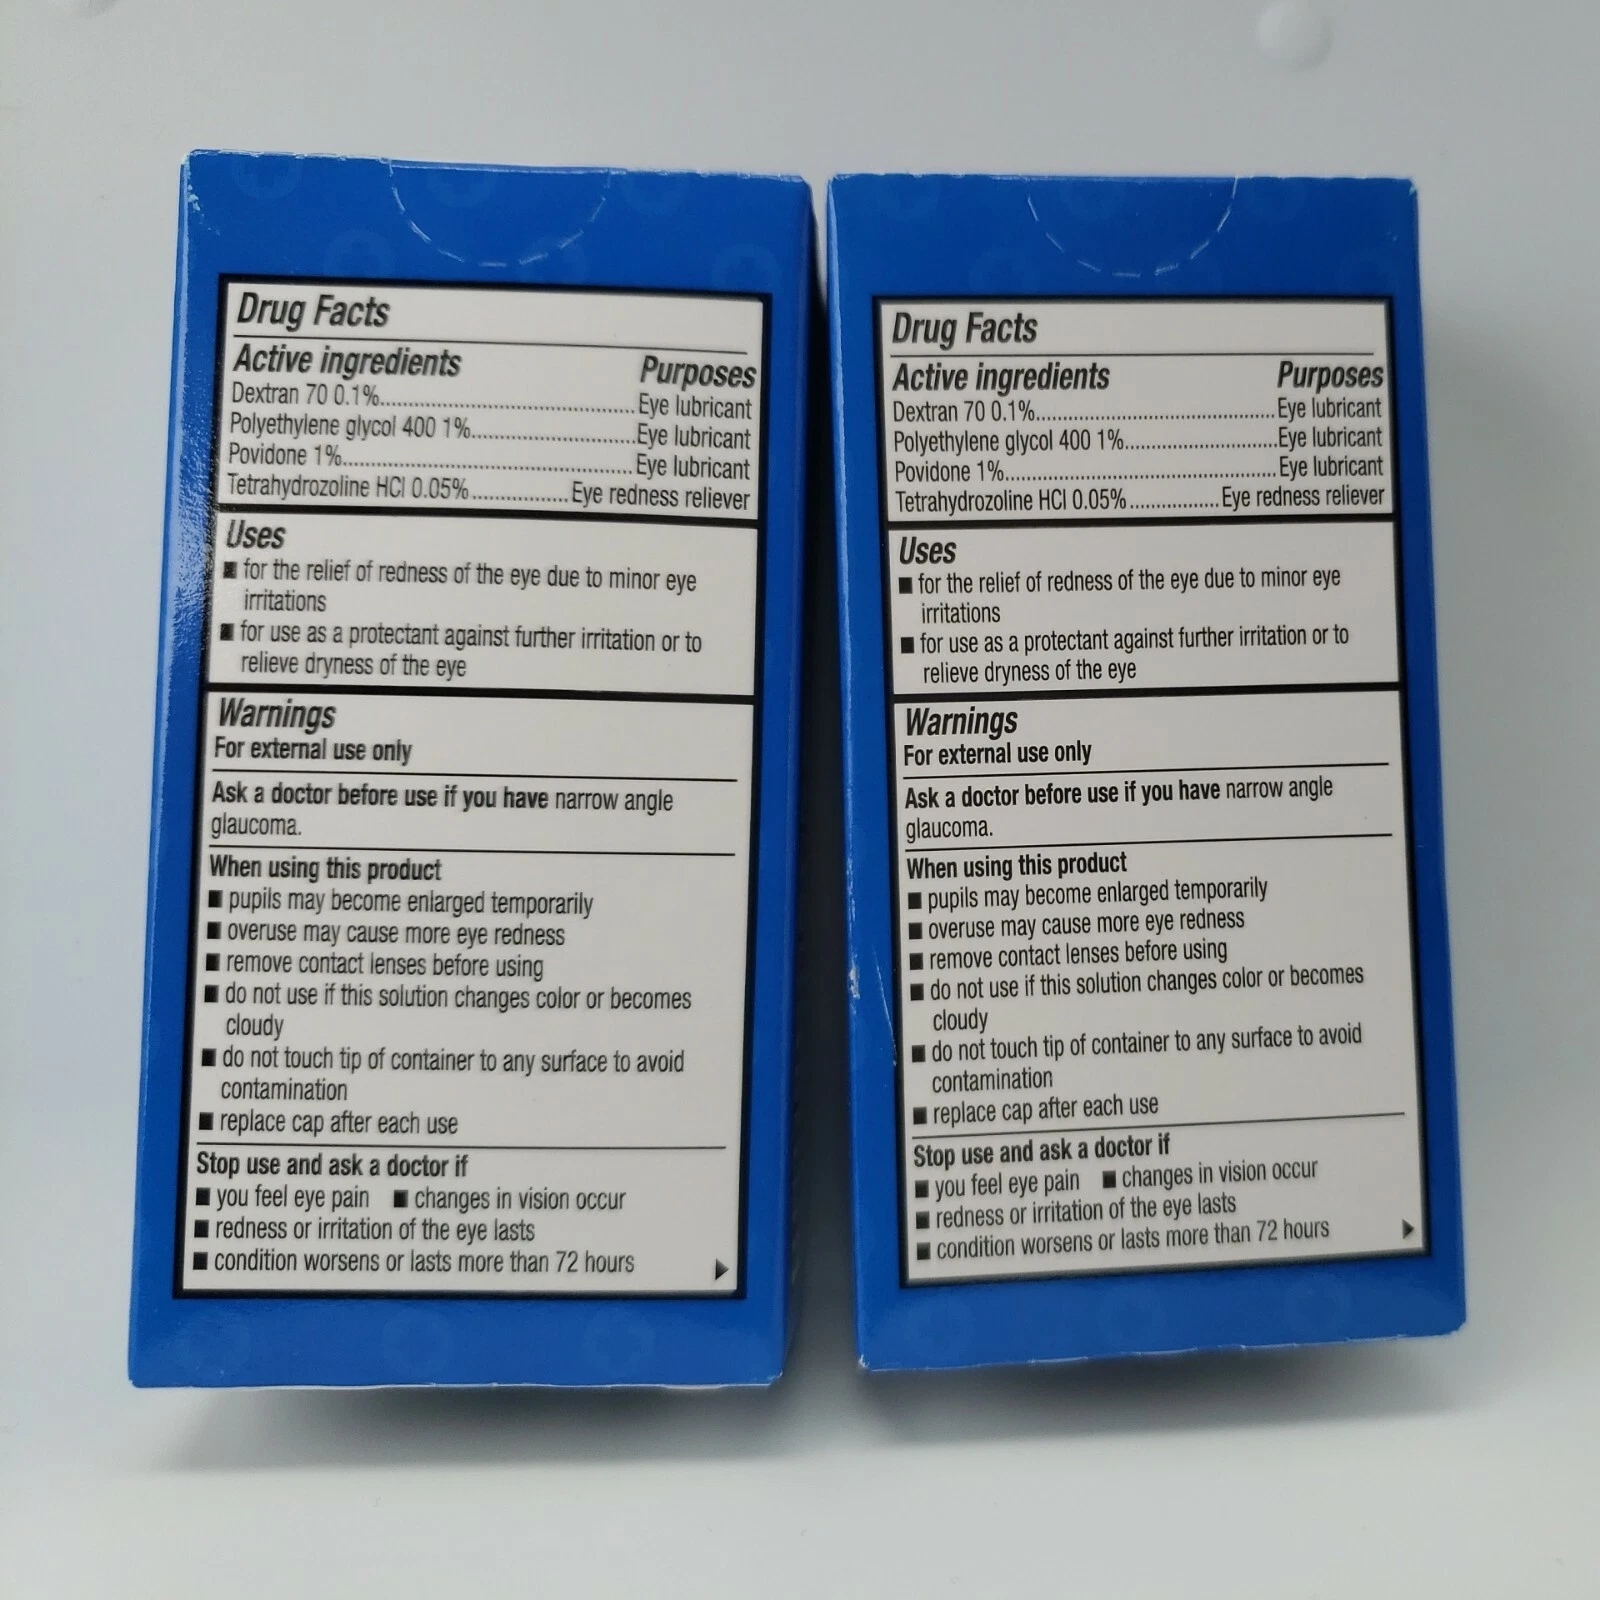 Drug Facts
Active ingredients Purposes
Dextran 70 0.1%..................................................Eye lubricant
Polyethylene glycol 400 1%..............................Eye lubricant
Povidone 1%.....................................................Eye lubricant
Tetrahydrozoline HCl 0.05%.................Eye redness reliever
Uses
■ for the relief of redness of the eye due to minor eye
irritations
■ for use as a protectant against further irritation or to
relieve dryness of the eye
Warnings
For external use only
Ask a doctor before use if you have narrow angle
glaucoma.
When using this product
■ pupils may become enlarged temporarily
■ overuse may cause more eye redness
■ remove contact lenses before using
■ do not use if this solution changes color or becomes
cloudy
■ do not touch tip of container to any surface to avoid
contamination
■ replace cap after each use
Stop use and ask a doctor if
■ you feel eye pain ■ changes in vision occur
■ redness or irritation of the eye lasts
■ condition worsens or lasts more than 72 hours
Drug Facts
Active ingredients Purposes
Dextran 70 0.1%..................................................Eye lubricant
Polyethylene glycol 400 1%..............................Eye lubricant
Povidone 1%.....................................................Eye lubricant
Tetrahydrozoline HCl 0.05%.................Eye redness reliever
Uses
■ for the relief of redness of the eye due to minor eye
irritations
■ for use as a protectant against further irritation or to
relieve dryness of the eye
Warnings
For external use only
Ask a doctor before use if you have narrow angle
glaucoma.
When using this product
■ pupils may become enlarged temporarily
■ overuse may cause more eye redness
■ remove contact lenses before using
■ do not use if this solution changes color or becomes
cloudy
■ do not touch tip of container to any surface to avoid
contamination
■ replace cap after each use
Stop use and ask a doctor if
■ you feel eye pain ■ changes in vision occur
■ redness or irritation of the eye lasts
■ condition worsens or lasts more than 72 hours